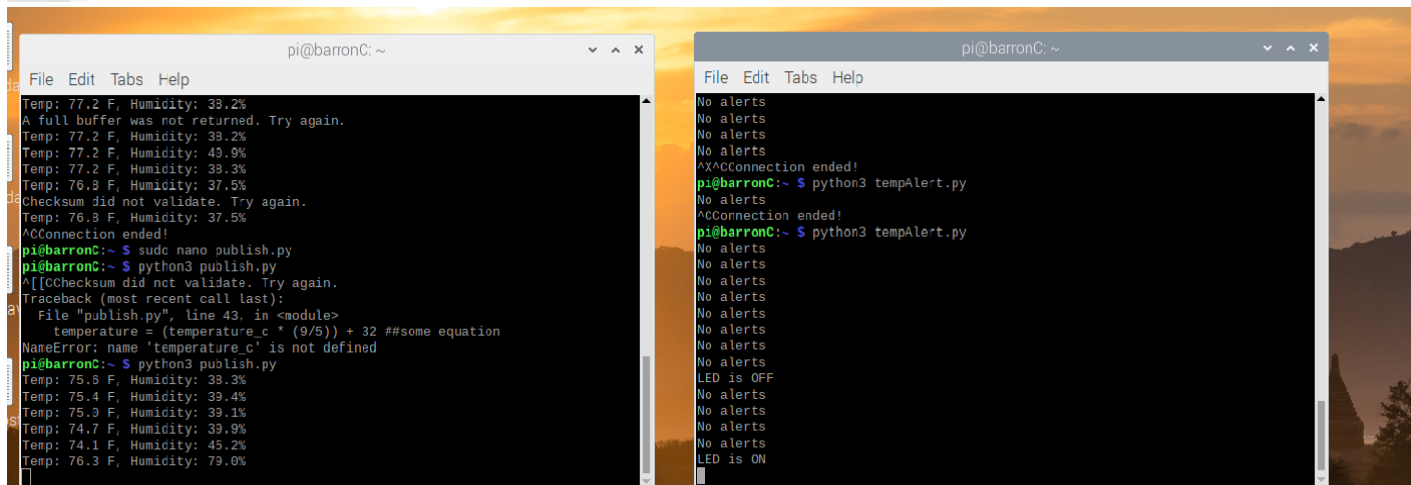 pi@barronC: ~
File Edit Tabs Help
Temp: 77.2 F, Humidity: 38.2%
A full buffer was not returned. Try again.
Temp: 77.2 F, Humidity: 38.2%
Temp: 77.2 F, Humidity: 40.9%
Temp: 77.2 F, Humidity: 38.3%
Temp: 76.8 F, Humidity: 37.5%
Checksum did not validate. Try again.
Temp: 76.8 F, Humidity: 37.5%
^CConnection ended!
pi@barronC:~ $ sudo nano publish.py
pi@barronC:~ $ python3 publish.py
^[[CChecksum did not validate. Try again.
Traceback (most recent call last):
File "publish.py", line 43, in <module>
temperature = (temperature_c * (9/5)) + 32 ##some equation
NameError: name 'temperature_c' is not defined
pi@barronC:~ $ python3 publish.py
Temp: 75.6 F, Humidity: 38.3%
Temp: 75.4 F, Humidity: 39.4%
Temp: 75.0 F, Humidity: 39.1%
Temp: 74.7 F, Humidity: 39.9%
Temp: 74.1 F, Humidity: 45.2%
Temp: 76.3 F, Humidity: 79.0%
pi@barronC: ~
File Edit Tabs Help
No alerts
No alerts
No alerts
No alerts
^X^CConnection ended!
pi@barronC:~ $ python3 tempAlert.py
No alerts
^CConnection ended!
pi@barronC:~ $ python3 tempAlert.py
No alerts
No alerts
No alerts
No alerts
No alerts
No alerts
No alerts
No alerts
LED is OFF
No alerts
No alerts
No alerts
No alerts
LED is ON